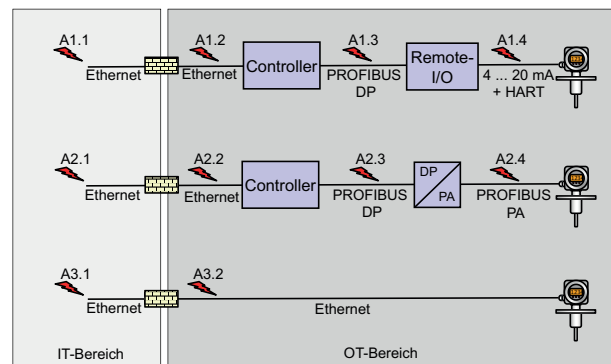 A1.1
A1.2
A1.3
A1.4
Ethernet
Ethernet
Controller
PROFIBUS
DP
Remote-
I/O
4 ... 20 mA
+ HART
A2.1
A2.2
A2.3
A2.4
Ethernet
Ethernet
Controller
PROFIBUS
DP
DP
PA
PROFIBUS
PA
A3.1
A3.2
Ethernet
Ethernet
IT-Bereich
OT-Bereich